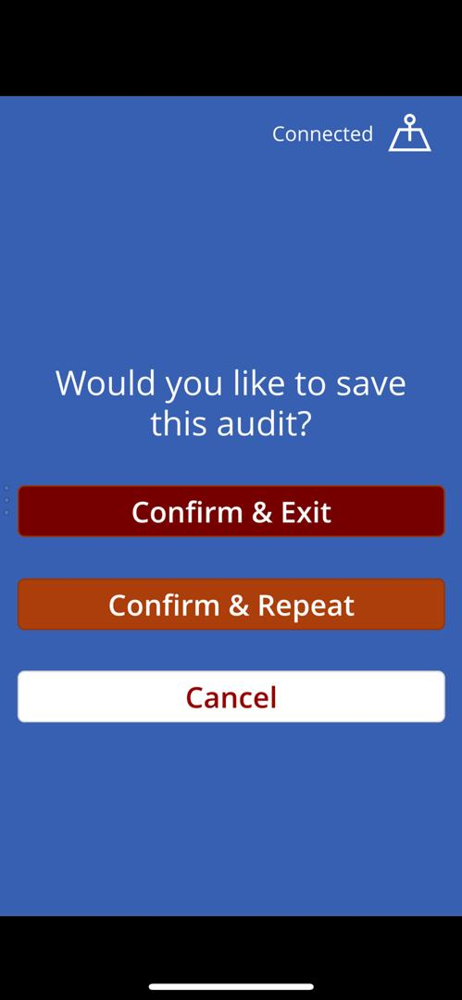 Connected
Would you like to save
this audit?
Confirm & Exit
Confirm & Repeat
Cancel